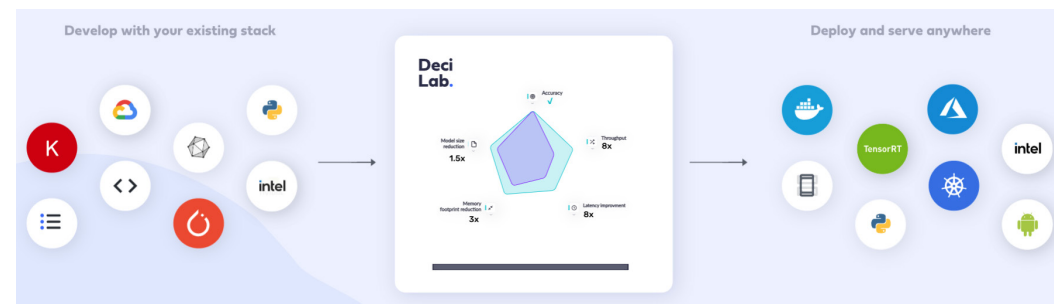 Develop with your existing stack
Deploy and serve anywhere
K
intel
Deci
Lab.
Accuracy
Model size
reduction
1.5x
Throughput
8x
Memory
footprint reduction
3x
Latency Improvment
8x
TensorRT
intel